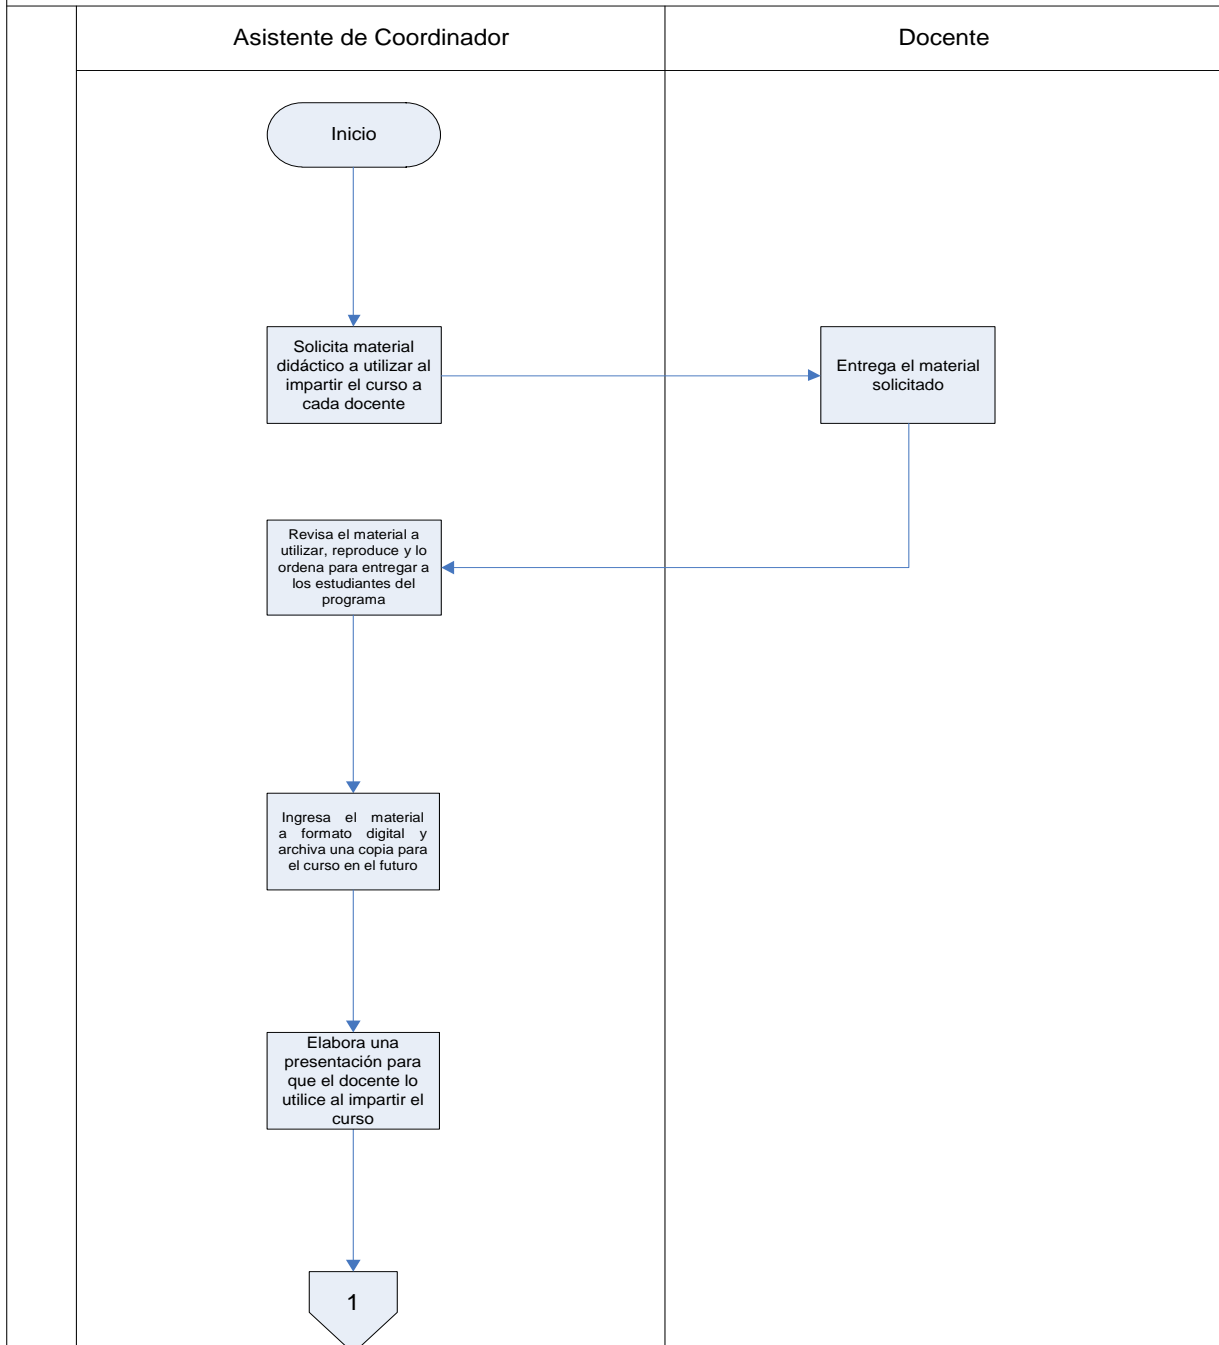 Asistente de Coordinador
Docente
Inicio
Solicita material
didáctico a utilizar al
impartir el curso a
cada docente
Entrega el material
solicitado
Revisa el material a
utilizar, reproduce y lo
ordena para entregar a
los estudiantes del
programa
Ingresa el material
a formato digital y
archiva una copia para
el curso en el futuro
Elabora una
presentación para
que el docente lo
utilice al impartir el
curso
1